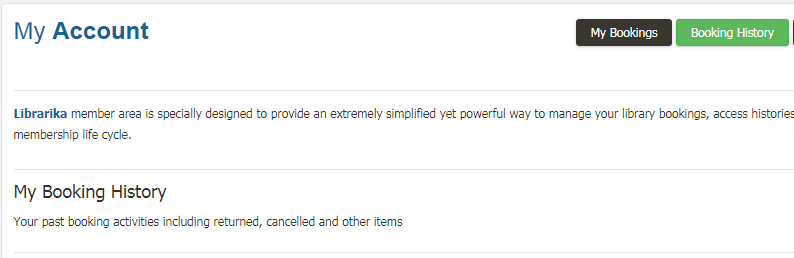 My Account
My Bookings
Booking History
Librarika member area is specially designed to provide an extremely simplified yet powerful way to manage your library bookings, access histories
membership life cycle.
My Booking History
Your past booking activities including returned, cancelled and other items